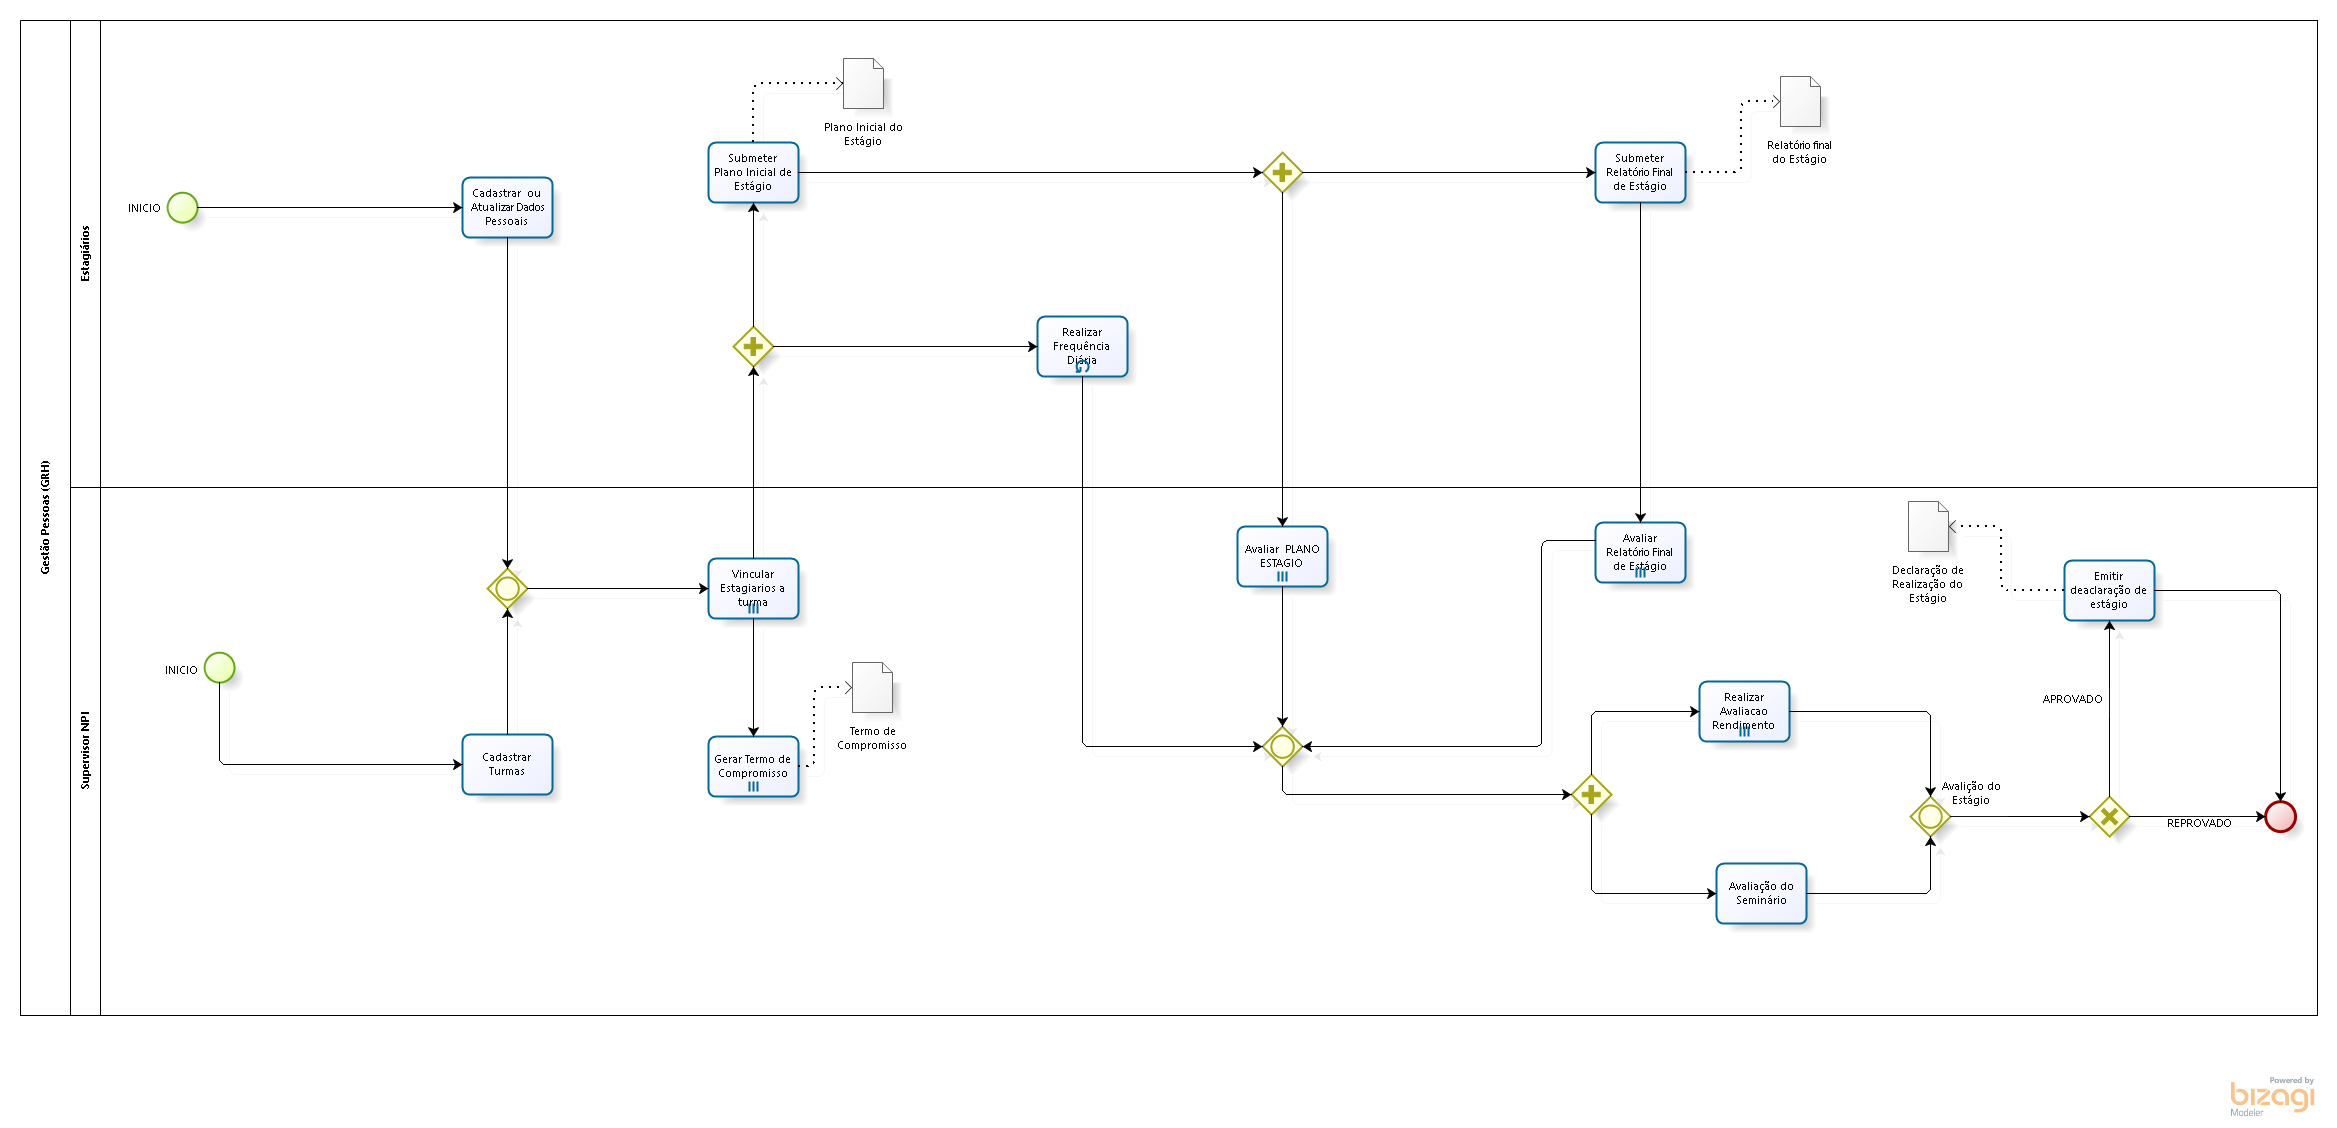 Gestão Pessoas (GRH)
Estagiários
INICIO
Cadastrar ou
Atualizar Dados
Pessoais
Submeter
Plano Inicial de
Estágio
Plano Inicial do
Estágio
Realizar
Frequência
Diária
Submeter
Relatório Final
de Estágio
Relatório final
do Estágio
Supervisor NPI
INICIO
Cadastrar
Turmas
Vincular
Estagiarios a
turma
Gerar Termo de
Compromisso
Termo de
Compromisso
Avaliar PLANO
ESTAGIO
Avaliar
Relatório Final
de Estágio
Realizar
Avaliacao
Rendimento
Avaliação do
Seminário
Avalição do
Estágio
Declaração de
Realização do
Estágio
Emitir
deaclaração de
estágio
APROVADO
REPROVADO
Powered by
bizagi
Modeler